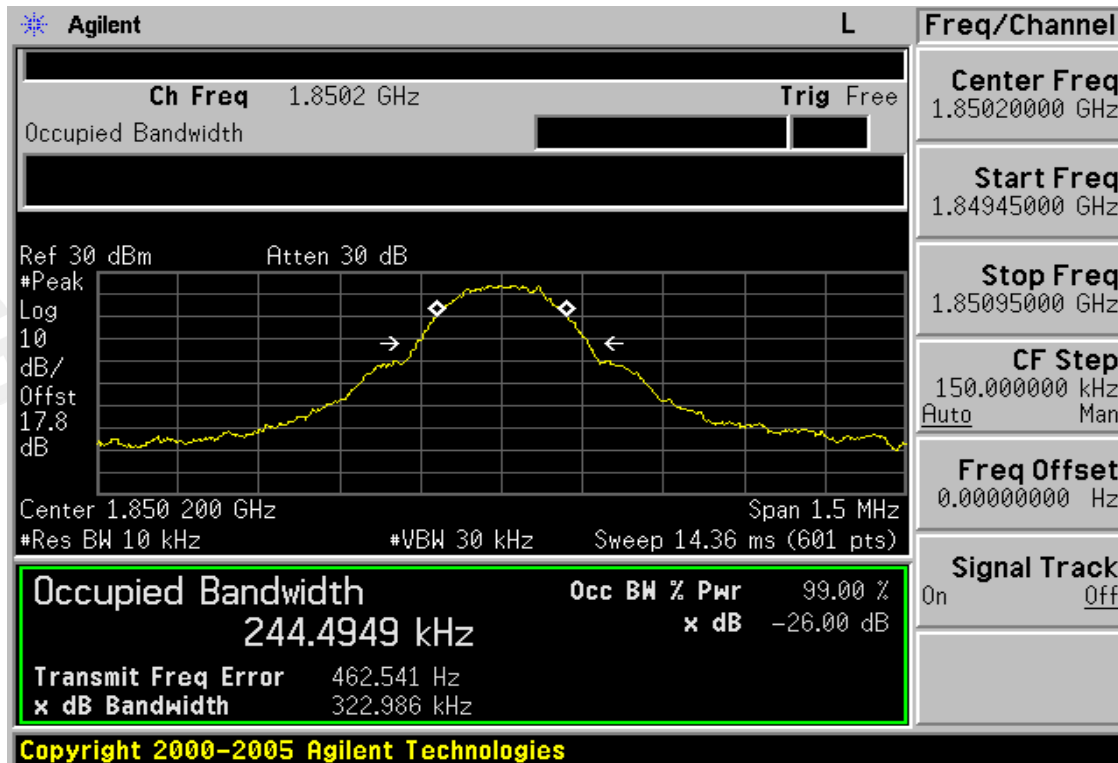 Agilent L
Ch Freq 1.8502 GHz Trig Free
Occupied Bandwidth
Ref 30 dBm Atten 30 dB
#Peak
Log
10
dB/
Offst
17.8
dB
Center 1.850 200 GHz Span 1.5 MHz
#Res BW 10 kHz #VBW 30 kHz Sweep 14.36 ms (601 pts)
Occupied Bandwidth Occ BW % Pwr 99.00 %
244.4949 kHz x dB -26.00 dB
Transmit Freq Error 462.541 Hz
x dB Bandwidth 322.986 kHz
Copyright 2000-2005 Agilent Technologies
Freq/Channel
Center Freq
1.85020000 GHz
Start Freq
1.84945000 GHz
Stop Freq
1.85095000 GHz
CF Step
150.000000 kHz
Auto Man
Freq Offset
0.00000000 Hz
Signal Track
On Off